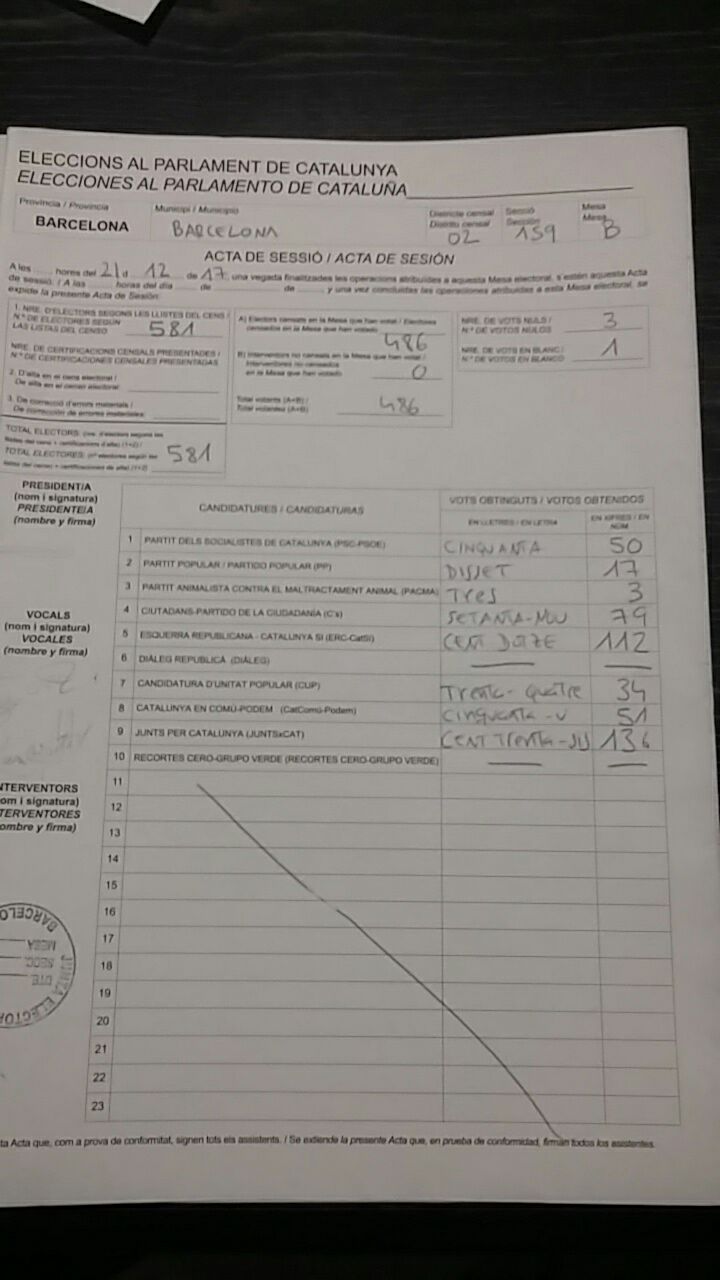 ELECCIONS AL PARLAMENT DE CATALUNYA
ELECCIONES AL PARLAMENTO DE CATALUÑA
Província / Provincia
Municipi / Municipio
Districte censal
Distrito censal
Secció
Sección
Mesa
Mesa
BARCELONA
BARCELONA
02
159
B
ACTA DE SESSIÓ / ACTA DE SESIÓN
A les ...... hores del 21 d 12 de 17, una vegada finalitzades les operacions atribuïdes a aquesta Mesa electoral, s'estén aquesta Acta
de sessió. / A las ...... horas del día ...... de ...... de ......, y una vez concluidas las operaciones atribuidas a esta Mesa electoral, se
expide la presente Acta de Sesión.
1. NRE. D'ELECTORS SEGONS LES LLISTES DEL CENS /
N.º DE ELECTORES SEGÚN
LAS LISTAS DEL CENSO
581
NRE. DE CERTIFICACIONS CENSALS PRESENTADES /
N.º DE CERTIFICACIONES CENSALES PRESENTADAS
2. D'alta en el cens electoral /
De alta en el censo electoral:
3. De correcció d'errors materials /
De corrección de errores materiales:
TOTAL ELECTORS:
TOTAL ELECTORES:
581
A) Electors censats en la Mesa que han votat / Electores
censados en la Mesa que han votado
486
B) Interventors no censats en la Mesa que han votat /
Interventores no censados
en la Mesa que han votado
0
Total votants (A+B) /
Total votantes (A+B)
486
NRE. DE VOTS NULS /
N.º DE VOTOS NULOS
3
NRE. DE VOTS EN BLANC /
N.º DE VOTOS EN BLANCO
1
PRESIDENT/A
(nom i signatura)
PRESIDENTE/A
(nombre y firma)
VOCALS
(nom i signatura)
VOCALES
(nombre y firma)
NTERVENTORS
om i signatura)
TERVENTORES
ombre y firma)
CANDIDATURES / CANDIDATURAS
VOTS OBTINGUTS / VOTOS OBTENIDOS
EN LLETRES / EN LETRA
EN XIFRES / EN
NÚM.
1 PARTIT DELS SOCIALISTES DE CATALUNYA (PSC-PSOE) CINQUANTA 50
2 PARTIT POPULAR / PARTIDO POPULAR (PP) DISSET 17
3 PARTIT ANIMALISTA CONTRA EL MALTRACTAMENT ANIMAL (PACMA) Tres 3
4 CIUTADANS-PARTIDO DE LA CIUDADANÍA (C's) SETANTA-NOU 79
5 ESQUERRA REPUBLICANA - CATALUNYA SÍ (ERC-CatSí) CENT DOTZE 112
6 DIÀLEG REPUBLICÀ (DIÀLEG)
7 CANDIDATURA D'UNITAT POPULAR (CUP) Trenta-quatre 34
8 CATALUNYA EN COMÚ-PODEM (CatComú-Podem) 51
9 JUNTS PER CATALUNYA (JUNTSxCAT) CENT Trenta-SIS 136
10 RECORTES CERO-GRUPO VERDE (RECORTES CERO-GRUPO VERDE)
11
12
13
14
15
16
17
18
19
20
21
22
23
JUNTA ELECTO
BARCELO
MESA
SECC.
DTE.
ta Acta que, com a prova de conformitat, signen tots els assistents. / Se extiende la presente Acta que, en prueba de conformidad, firman todos los asistentes.